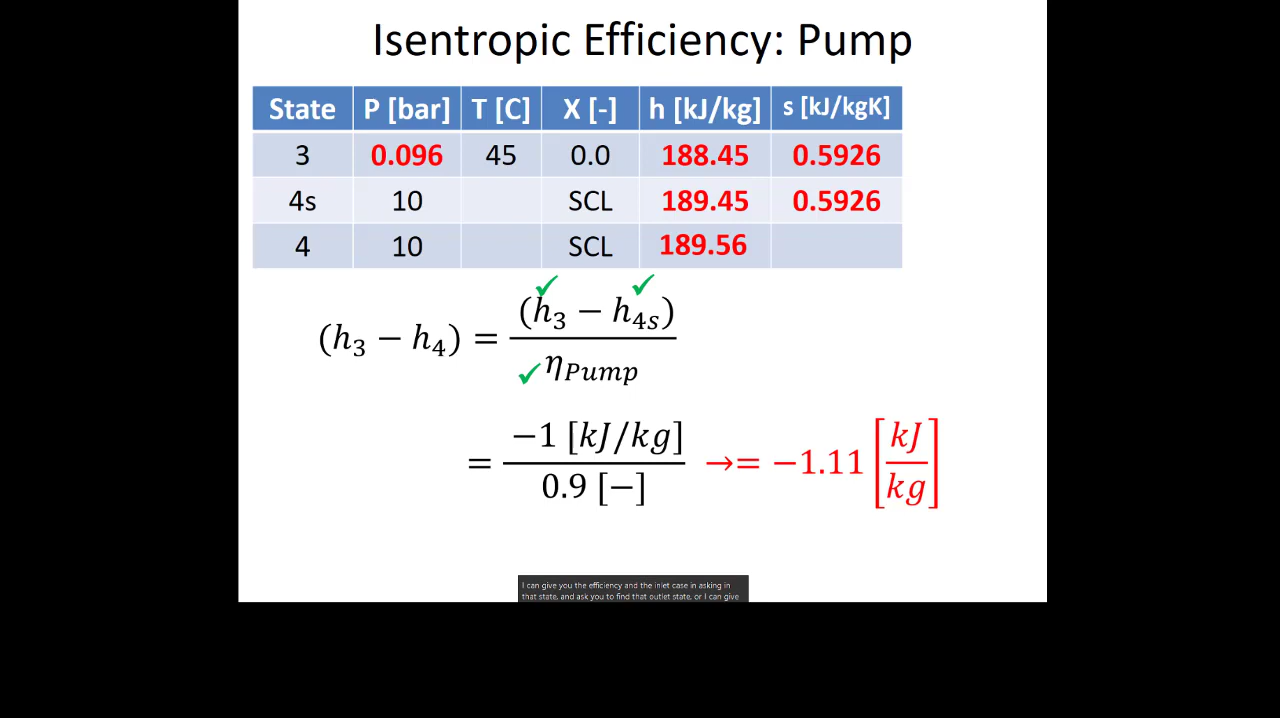 Isentropic Efficiency: Pump
State P [bar] T [C] X [-] h [kJ/kg] s [kJ/kgK]
3 0.096 45 0.0 188.45 0.5926
4s 10 SCL 189.45 0.5926
4 10 SCL 189.56
✓ ✓
(h₃ − h₄) = (h₃ − h₄ₛ) / ✓ η_Pump
= −1 [kJ/kg] / 0.9 [−] →= −1.11 [kJ/kg]
I can give you the efficiency and the inlet case in asking in
that state, and ask you to find that outlet state, or I can give